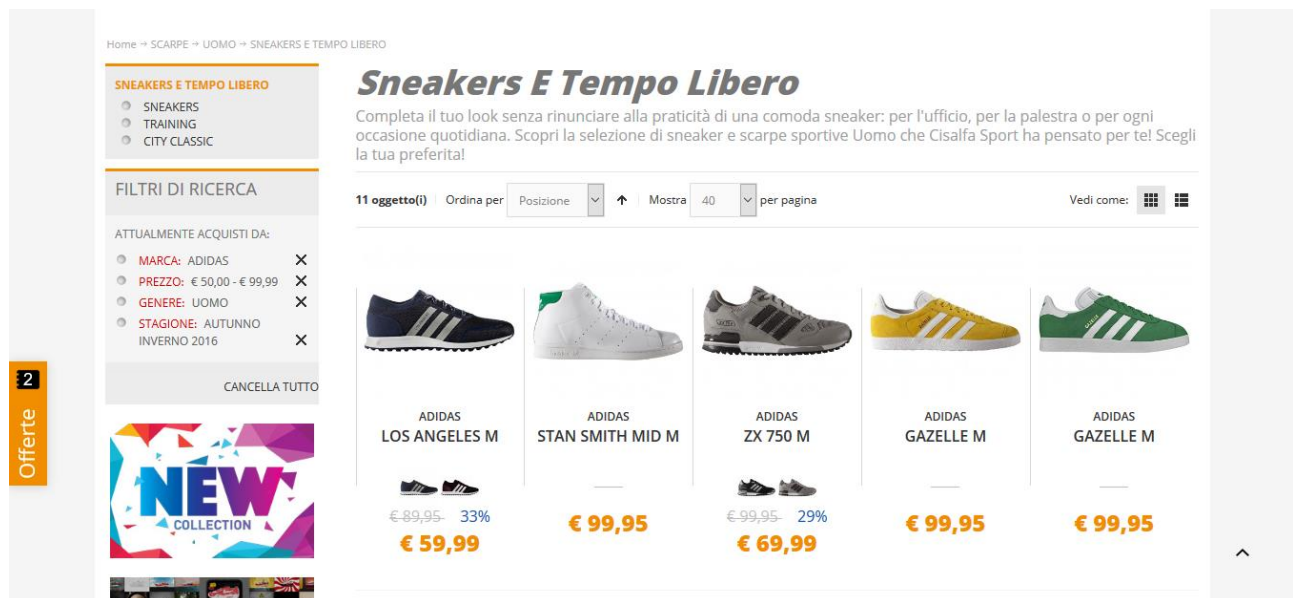 Home → SCARPE → UOMO → SNEAKERS E TEMPO LIBERO
SNEAKERS E TEMPO LIBERO
SNEAKERS
TRAINING
CITY CLASSIC
FILTRI DI RICERCA
ATTUALMENTE ACQUISTI DA:
MARCA: ADIDAS
PREZZO: € 50,00 - € 99,99
GENERE: UOMO
STAGIONE: AUTUNNO
INVERNO 2016
CANCELLA TUTTO
NEW
COLLECTION
2
Offerte
Sneakers E Tempo Libero
Completa il tuo look senza rinunciare alla praticità di una comoda sneaker: per l'ufficio, per la palestra o per ogni
occasione quotidiana. Scopri la selezione di sneaker e scarpe sportive Uomo che Cisalfa Sport ha pensato per te! Scegli
la tua preferita!
11 oggetto(i) Ordina per Posizione Mostra 40 per pagina Vedi come:
ADIDAS
LOS ANGELES M
€ 89,95 33%
€ 59,99
ADIDAS
STAN SMITH MID M
€ 99,95
ADIDAS
ZX 750 M
€ 99,95 29%
€ 69,99
ADIDAS
GAZELLE M
€ 99,95
ADIDAS
GAZELLE M
€ 99,95